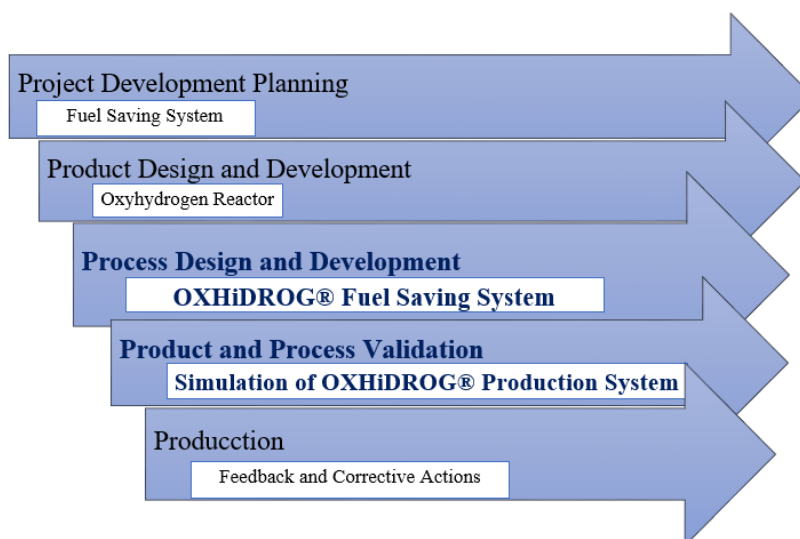 Project Development Planning
Fuel Saving System
Product Design and Development
Oxyhydrogen Reactor
Process Design and Development
OXHiDROG® Fuel Saving System
Product and Process Validation
Simulation of OXHiDROG® Production System
Producction
Feedback and Corrective Actions